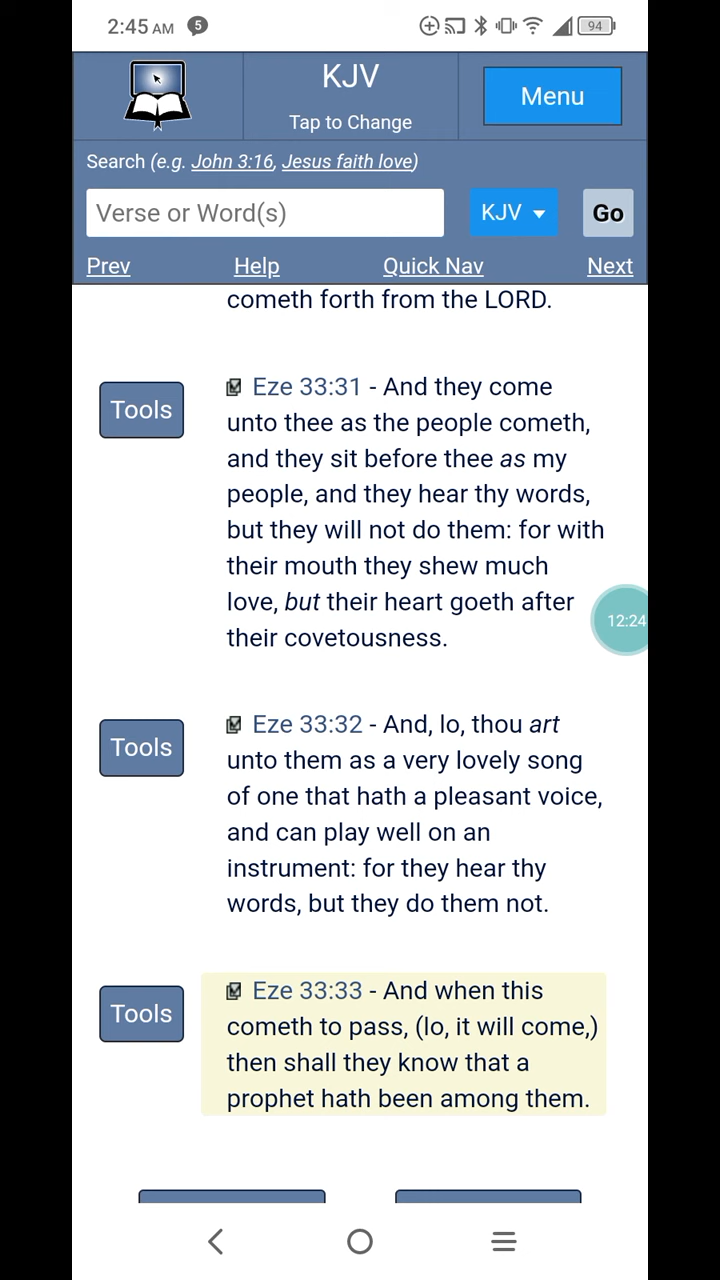 2:45 AM 5 94
KJV
Tap to Change
Menu
Search (e.g. John 3:16, Jesus faith love)
Verse or Word(s)
KJV
Go
Prev Help Quick Nav Next
cometh forth from the LORD.
Tools
Eze 33:31 - And they come
unto thee as the people cometh,
and they sit before thee as my
people, and they hear thy words,
but they will not do them: for with
their mouth they shew much
love, but their heart goeth after
their covetousness.
12:24
Tools
Eze 33:32 - And, lo, thou art
unto them as a very lovely song
of one that hath a pleasant voice,
and can play well on an
instrument: for they hear thy
words, but they do them not.
Tools
Eze 33:33 - And when this
cometh to pass, (lo, it will come,)
then shall they know that a
prophet hath been among them.